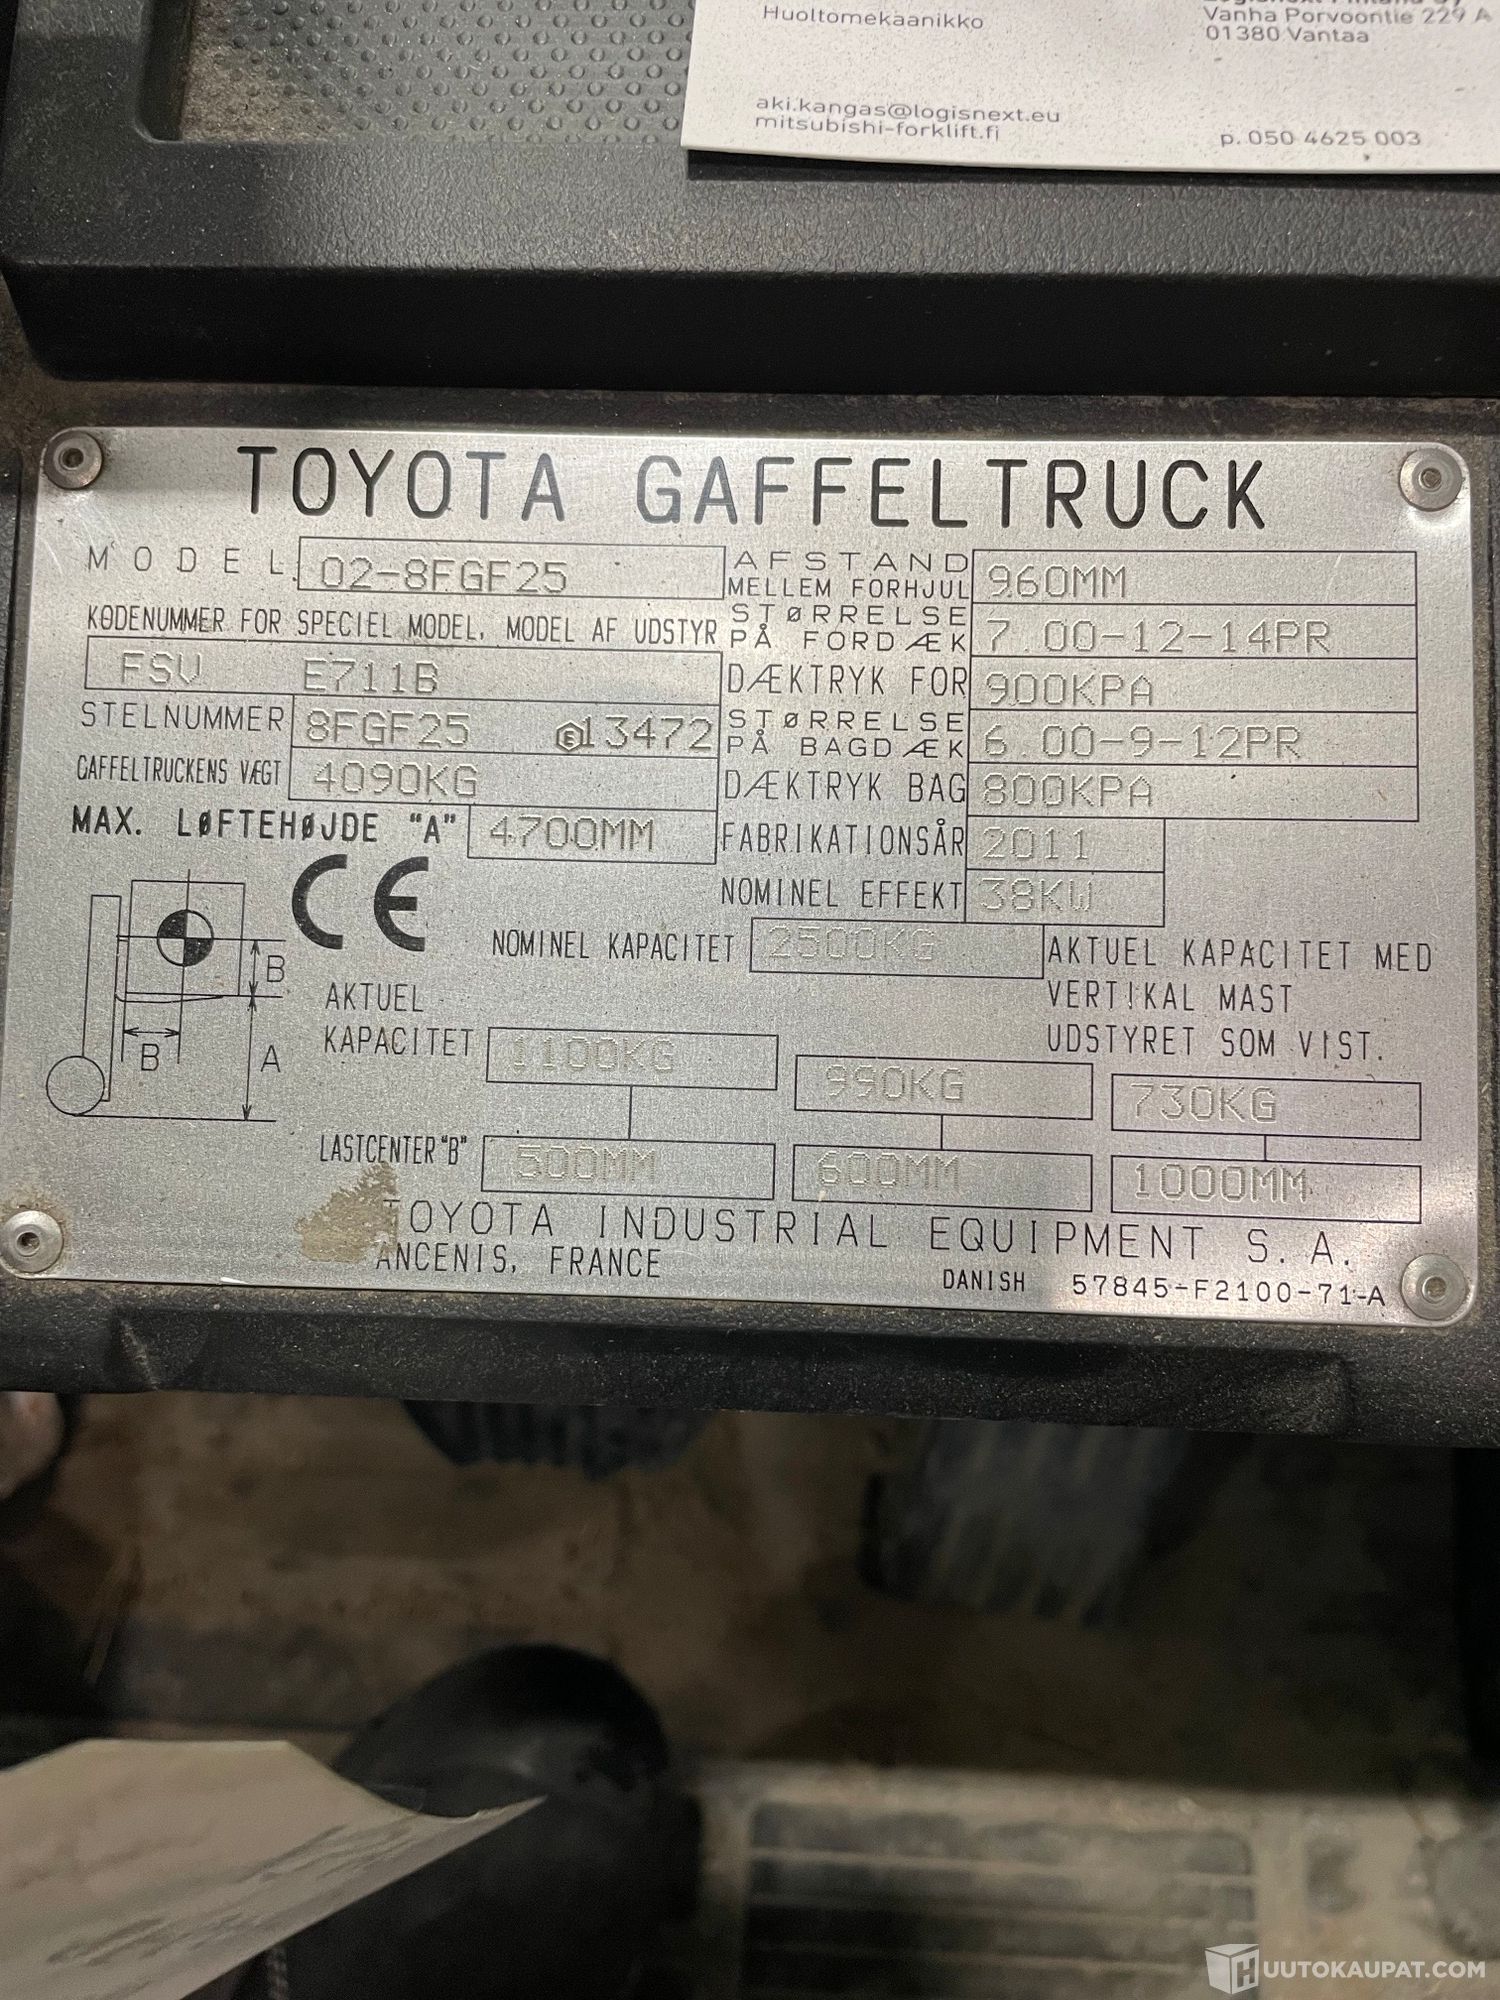 Huoltomekaanikko
Vanha Porvoontie 229 A
01380 Vantaa
aki.kangas@logisnext.eu
mitsubishi-forklift.fi
p. 050 4625 003
TOYOTA GAFFELTRUCK
MODEL 02-8FGF25
KODENUMMER FOR SPECIEL MODEL, MODEL AF UDSTYR
FSV E711B
STELNUMMER 8FGF25 E13472
GAFFELTRUCKENS VÆGT 4090KG
MAX. LØFTEHØJDE "A" 4700MM
AFSTAND
MELLEM FORHJUL 960MM
STØRRELSE
PÅ FORDÆK 7.00-12-14PR
DÆKTRYK FOR 900KPA
STØRRELSE
PÅ BAGDÆK 6.00-9-12PR
DÆKTRYK BAG 800KPA
FABRIKATIONSÅR 2011
NOMINEL EFFEKT 38KW
CE
NOMINEL KAPACITET 2500KG
AKTUEL KAPACITET MED
VERTIKAL MAST
UDSTYRET SOM VIST.
B
B
A
AKTUEL
KAPACITET 1100KG 990KG 730KG
LASTCENTER "B" 500MM 600MM 1000MM
TOYOTA INDUSTRIAL EQUIPMENT S.A.
ANCENIS, FRANCE
DANISH 57845-F2100-71-A
HUUTOKAUPAT.COM